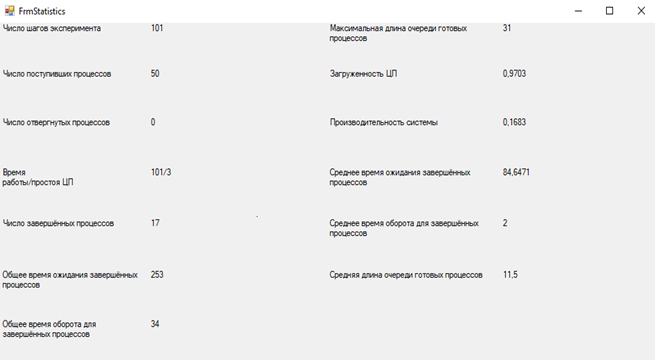 FrmStatistics
Число шагов эксперимента 101
Максимальная длина очереди готовых
процессов
31
Число поступивших процессов 50
Загруженность ЦП 0,9703
Число отвергнутых процессов 0
Производительность системы 0,1683
Время
работы/простоя ЦП
101/3
Среднее время ожидания завершённых
процессов
84,6471
Число завершённых процессов 17
Среднее время оборота для завершённых
процессов
2
Общее время ожидания завершённых
процессов
253
Средняя длина очереди готовых процессов 11,5
Общее время оборота для
завершённых процессов
34